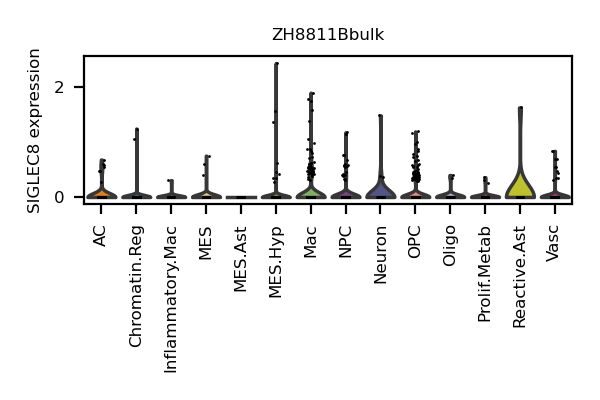 ZH8811Bbulk
SIGLEC8 expression
2
0
AC
Chromatin.Reg
Inflammatory.Mac
MES
MES.Ast
MES.Hyp
Mac
NPC
Neuron
OPC
Oligo
Prolif.Metab
Reactive.Ast
Vasc